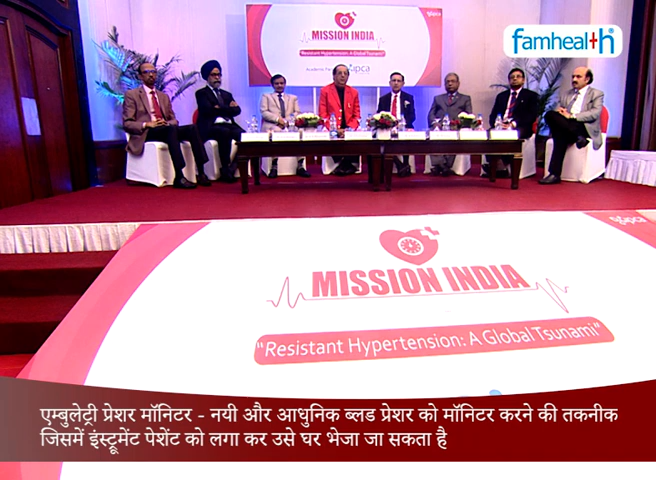 MISSION INDIA
famhealth®
"Resistant Hypertension: A Global Tsunami"
ipca
MISSION INDIA
"Resistant Hypertension: A Global Tsunami"
एम्बुलेट्री प्रेशर मॉनिटर - नयी और आधुनिक ब्लड प्रेशर को मॉनिटर करने की तकनीक
जिसमें इंस्ट्रूमेंट पेशेंट को लगा कर उसे घर भेजा जा सकता है